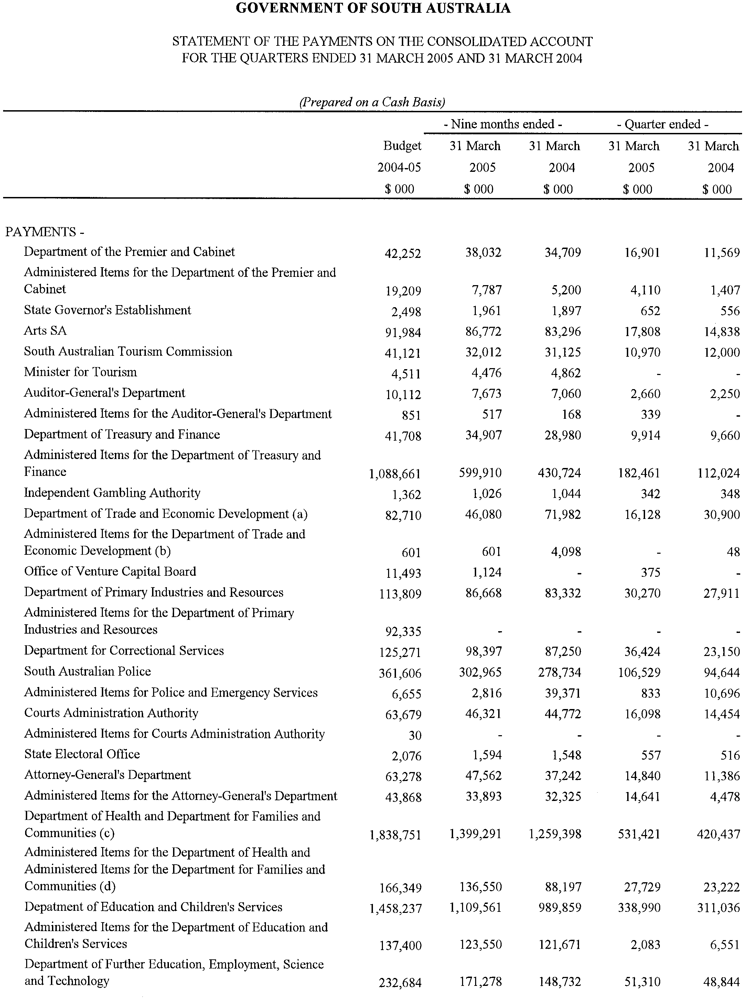 GOVERNMENT OF SOUTH AUSTRALIA
STATEMENT OF THE PAYMENTS ON THE CONSOLIDATED ACCOUNT
FOR THE QUARTERS ENDED 31 MARCH 2005 AND 31 MARCH 2004
(Prepared on a Cash Basis)
- Nine months ended - - Quarter ended -
Budget 31 March 31 March 31 March 31 March
2004-05 2005 2004 2005 2004
$ 000 $ 000 $ 000 $ 000 $ 000
PAYMENTS -
Department of the Premier and Cabinet 42,252 38,032 34,709 16,901 11,569
Administered Items for the Department of the Premier and
Cabinet 19,209 7,787 5,200 4,110 1,407
State Governor's Establishment 2,498 1,961 1,897 652 556
Arts SA 91,984 86,772 83,296 17,808 14,838
South Australian Tourism Commission 41,121 32,012 31,125 10,970 12,000
Minister for Tourism 4,511 4,476 4,862 - -
Auditor-General's Department 10,112 7,673 7,060 2,660 2,250
Administered Items for the Auditor-General's Department 851 517 168 339 -
Department of Treasury and Finance 41,708 34,907 28,980 9,914 9,660
Administered Items for the Department of Treasury and
Finance 1,088,661 599,910 430,724 182,461 112,024
Independent Gambling Authority 1,362 1,026 1,044 342 348
Department of Trade and Economic Development (a) 82,710 46,080 71,982 16,128 30,900
Administered Items for the Department of Trade and
Economic Development (b) 601 601 4,098 - 48
Office of Venture Capital Board 11,493 1,124 - 375 -
Department of Primary Industries and Resources 113,809 86,668 83,332 30,270 27,911
Administered Items for the Department of Primary
Industries and Resources 92,335 - - - -
Department for Correctional Services 125,271 98,397 87,250 36,424 23,150
South Australian Police 361,606 302,965 278,734 106,529 94,644
Administered Items for Police and Emergency Services 6,655 2,816 39,371 833 10,696
Courts Administration Authority 63,679 46,321 44,772 16,098 14,454
Administered Items for Courts Administration Authority 30 - - - -
State Electoral Office 2,076 1,594 1,548 557 516
Attorney-General's Department 63,278 47,562 37,242 14,840 11,386
Administered Items for the Attorney-General's Department 43,868 33,893 32,325 14,641 4,478
Department of Health and Department for Families and
Communities (c) 1,838,751 1,399,291 1,259,398 531,421 420,437
Administered Items for the Department of Health and
Administered Items for the Department for Families and
Communities (d) 166,349 136,550 88,197 27,729 23,222
Depatment of Education and Children's Services 1,458,237 1,109,561 989,859 338,990 311,036
Administered Items for the Department of Education and
Children's Services 137,400 123,550 121,671 2,083 6,551
Department of Further Education, Employment, Science
and Technology 232,684 171,278 148,732 51,310 48,844